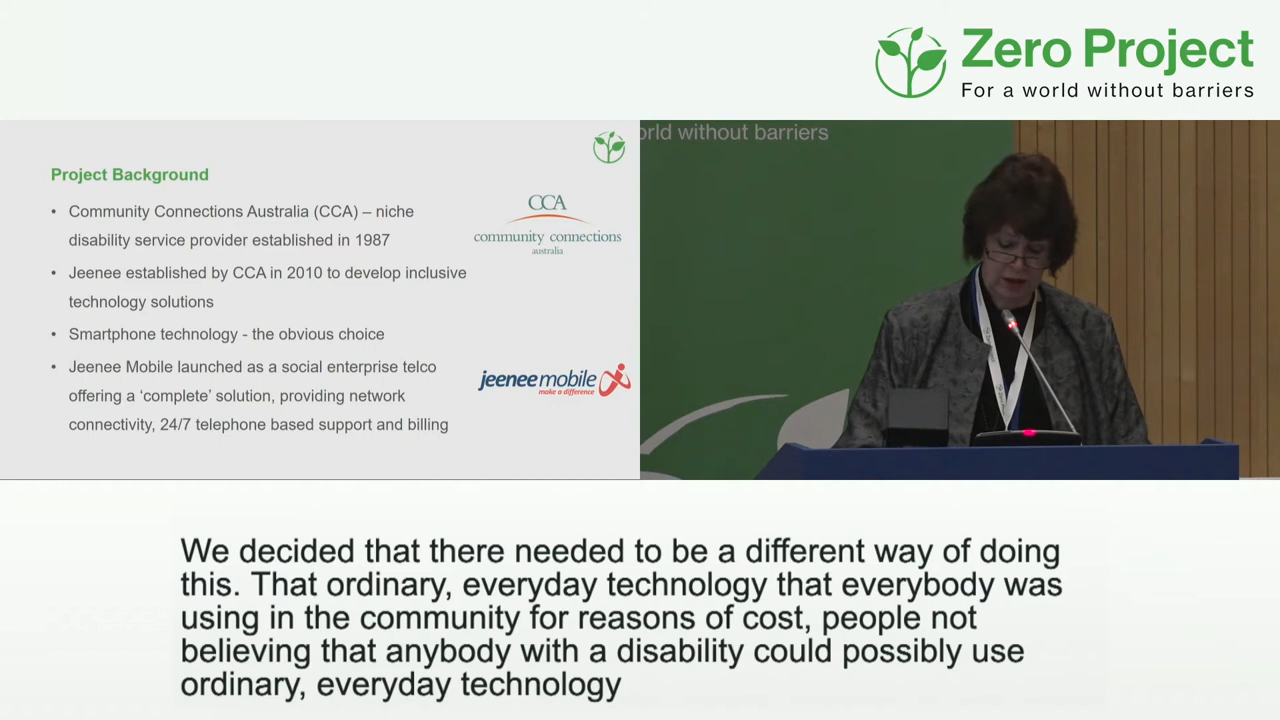 Zero Project
For a world without barriers
Project Background
• Community Connections Australia (CCA) – niche
disability service provider established in 1987
• Jeenee established by CCA in 2010 to develop inclusive
technology solutions
• Smartphone technology - the obvious choice
• Jeenee Mobile launched as a social enterprise telco
offering a ‘complete’ solution, providing network
connectivity, 24/7 telephone based support and billing
CCA
community connections
australia
jeenee mobile
make a difference
orld without barriers
We decided that there needed to be a different way of doing
this. That ordinary, everyday technology that everybody was
using in the community for reasons of cost, people not
believing that anybody with a disability could possibly use
ordinary, everyday technology